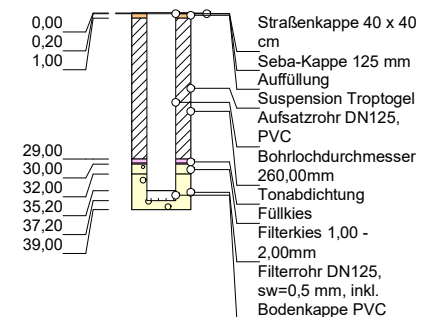 0,00
0,20
1,00
29,00
30,00
32,00
35,20
37,20
39,00
Straßenkappe 40 x 40
cm
Seba-Kappe 125 mm
Auffüllung
Suspension Troptogel
Aufsatzrohr DN125,
PVC
Bohrlochdurchmesser
260,00mm
Tonabdichtung
Füllkies
Filterkies 1,00 -
2,00mm
Filterrohr DN125,
sw=0,5 mm, inkl.
Bodenkappe PVC